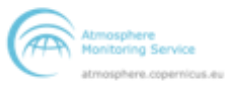 Atmosphere
Monitoring Service
atmosphere.copernicus.eu